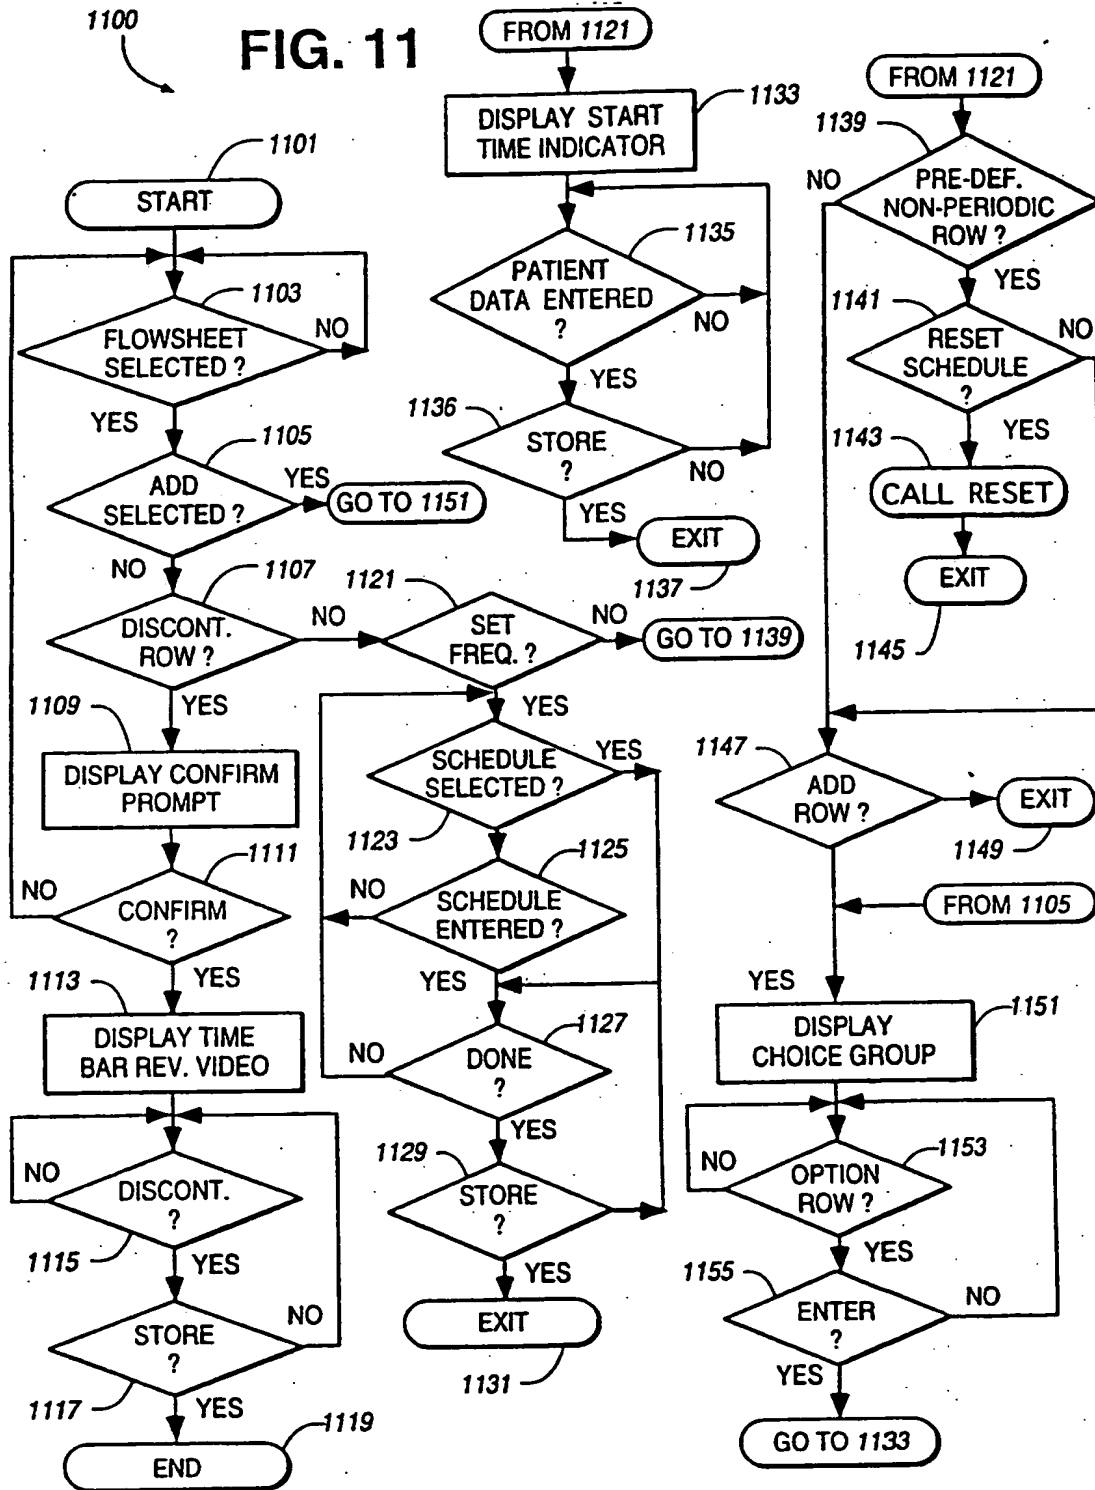 1100
FIG. 11
1101
START
1103
FLOWSHEET
SELECTED ?
NO
YES
1105
ADD
SELECTED ?
YES
GO TO 1151
NO
1107
DISCONT.
ROW ?
NO
YES
1109
DISPLAY CONFIRM
PROMPT
1111
NO
CONFIRM
?
YES
1113
DISPLAY TIME
BAR REV. VIDEO
NO
DISCONT.
?
1115
YES
NO
STORE
?
1117
YES
1119
END
FROM 1121
1133
DISPLAY START
TIME INDICATOR
1135
PATIENT
DATA ENTERED
?
NO
YES
1136
STORE
?
NO
YES
EXIT
1137
1121
SET
FREQ. ?
NO
GO TO 1139
YES
SCHEDULE
SELECTED ?
YES
1123
1125
NO
SCHEDULE
ENTERED ?
YES
1127
NO
DONE
?
YES
1129
STORE
?
YES
EXIT
1131
FROM 1121
1139
NO
PRE-DEF.
NON-PERIODIC
ROW ?
YES
1141
NO
RESET
SCHEDULE
?
YES
1143
CALL RESET
EXIT
1145
1147
ADD
ROW ?
EXIT
1149
FROM 1105
YES
1151
DISPLAY
CHOICE GROUP
1153
NO
OPTION
ROW ?
YES
1155
ENTER
?
NO
YES
GO TO 1133